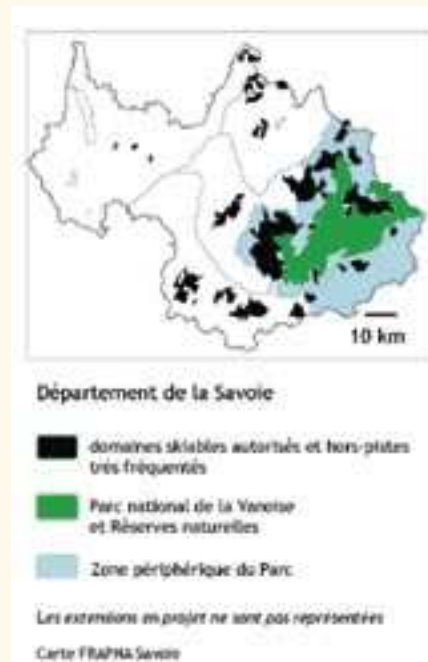 10 km
Département de la Savoie
domaines skiables autorisés et hors-pistes
très fréquentés
Parc national de la Vanoise
et Réserves naturelles
Zone périphérique du Parc
Les extensions en projet ne sont pas représentées
Carte FRAPNA Savoie